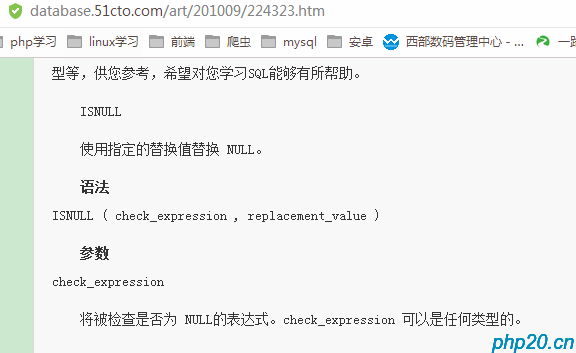 database.51cto.com/art/201009/224323.htm
php学习 linux学习 前端 爬虫 mysql 安卓 西部数码管理中心 - ...
型等，供您参考，希望对您学习SQL能够有所帮助。
ISNULL
使用指定的替换值替换 NULL。
语法
ISNULL ( check_expression , replacement_value )
参数
check_expression
将被检查是否为 NULL的表达式。check_expression 可以是任何类型的。
php20.cn